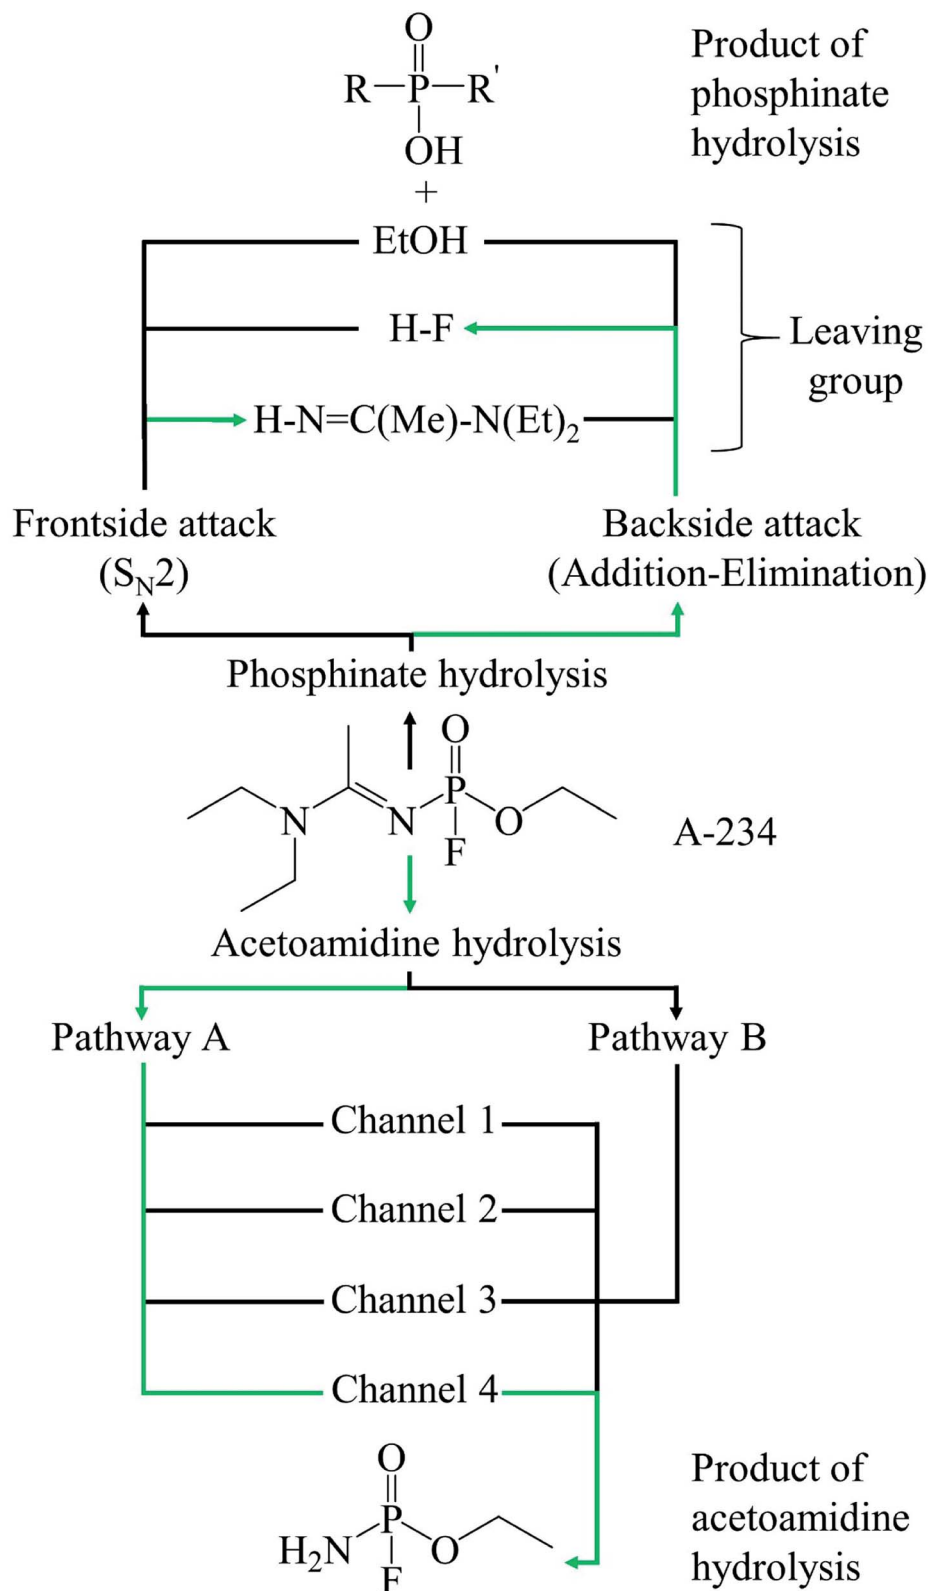 O
R P R'
OH
+
Product of
phosphinate
hydrolysis
EtOH
H-F
H-N=C(Me)-N(Et)2
Leaving
group
Frontside attack
(SN2)
Backside attack
(Addition-Elimination)
Phosphinate hydrolysis
O
N N P O
F
A-234
Acetoamidine hydrolysis
Pathway A
Pathway B
Channel 1
Channel 2
Channel 3
Channel 4
O
H2N P O
F
Product of
acetoamidine
hydrolysis